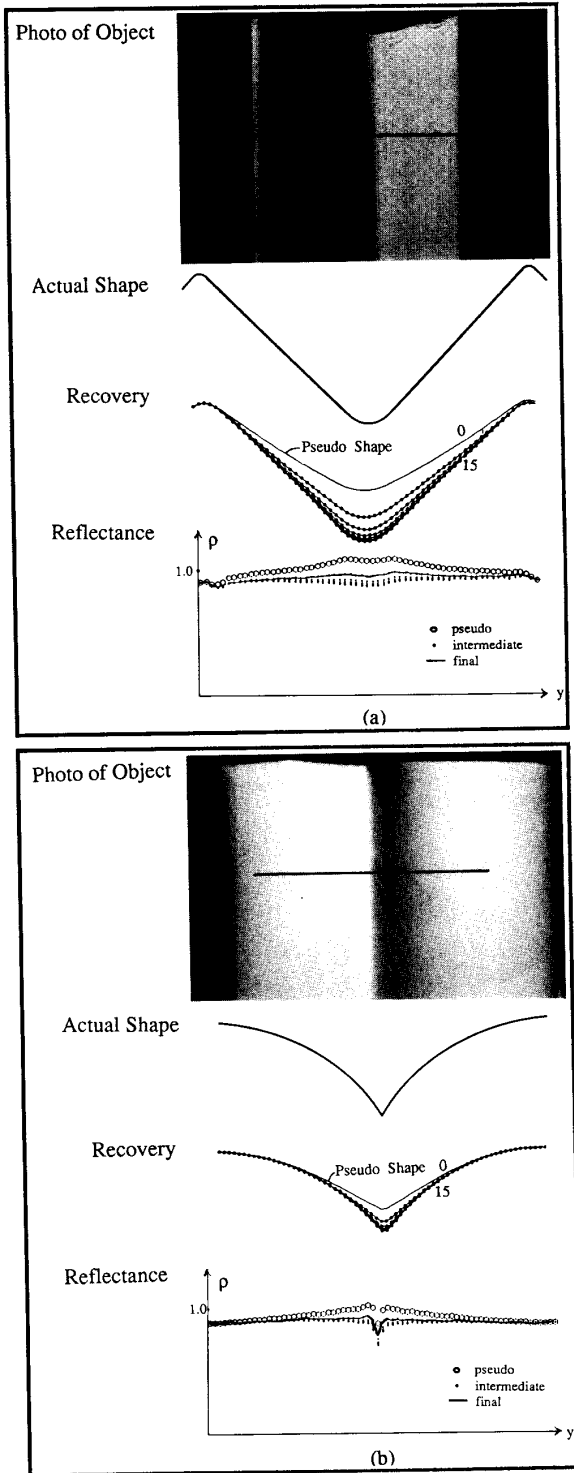 Photo of Object
Actual Shape
Recovery
0
Pseudo Shape
15
Reflectance
ρ
1.0
pseudo
intermediate
final
y
(a)
Photo of Object
Actual Shape
Recovery
Pseudo Shape
0
15
Reflectance
ρ
1.0
pseudo
intermediate
final
y
(b)